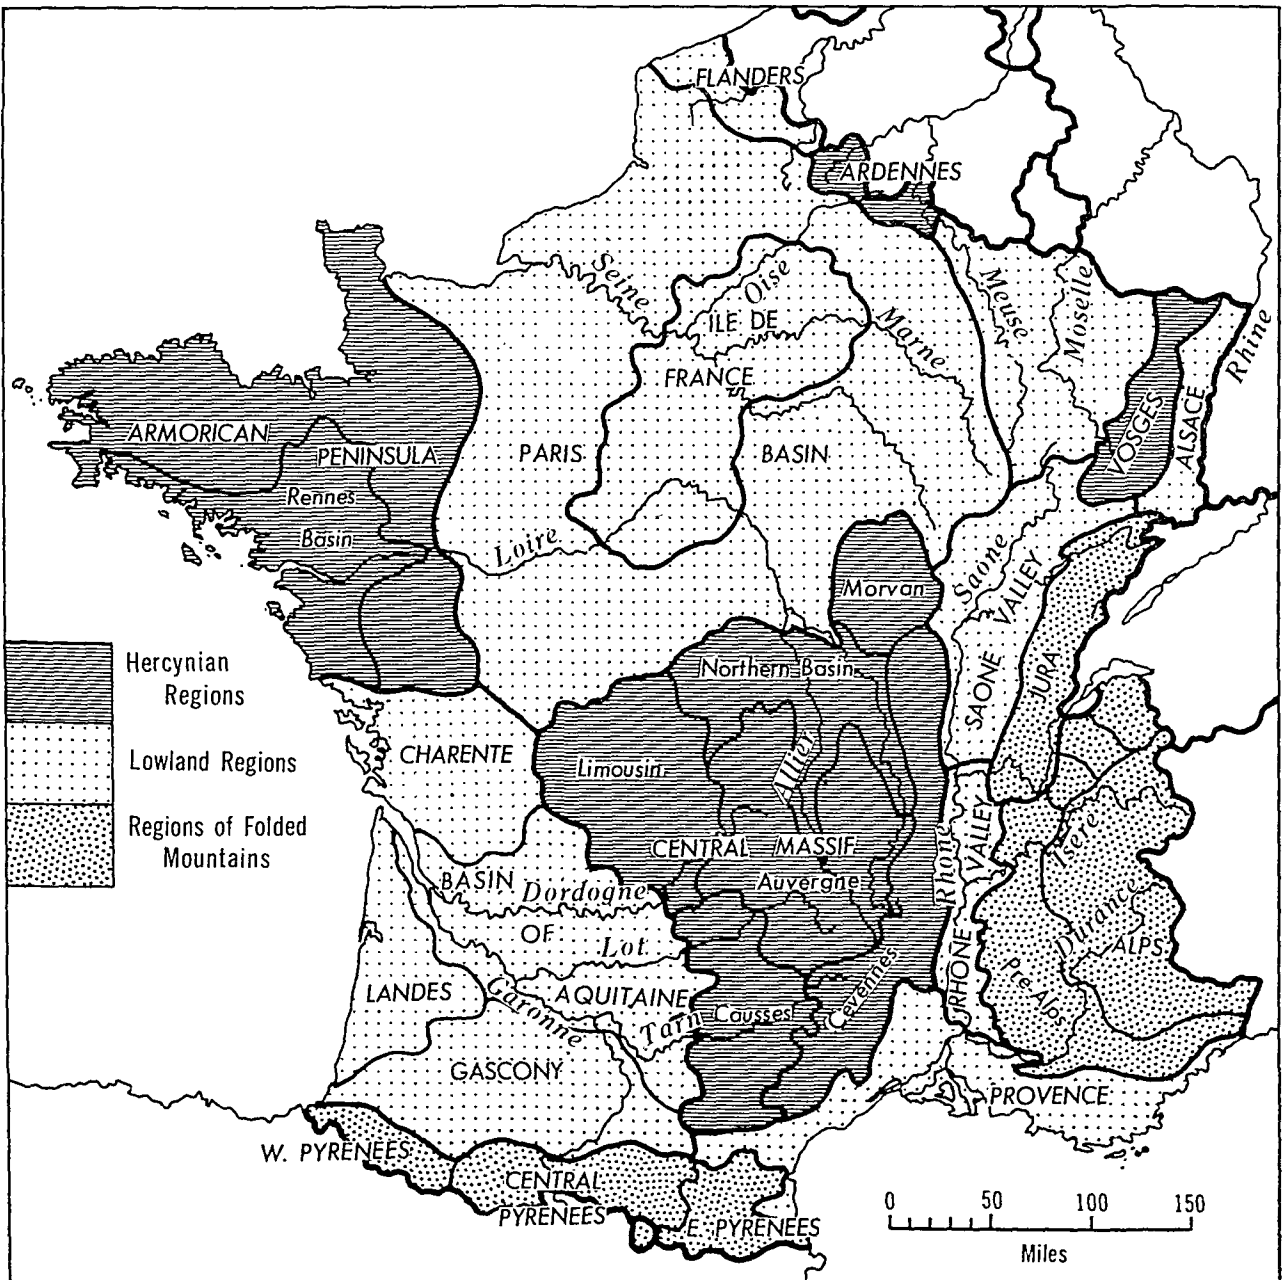 FLANDERS
ARDENNES
Seine
Oise
ILE DE
FRANCE
Marne
Meuse
Moselle
Rhine
ARMORICAN
PENINSULA
Rennes
Basin
PARIS
BASIN
VOSGES
ALSACE
Loire
Morvan
Saone
SAONE VALLEY
JURA
Hercynian
Regions
Lowland Regions
Regions of Folded
Mountains
Northern Basin
CHARENTE
Limousin
Allier
CENTRAL MASSIF
Auvergne
Rhône
RHONE VALLEY
Isère
Durance
ALPS
Pre Alps
BASIN
Dordogne
OF
Lot
LANDES
Garonne
AQUITAINE
Tarn
Causses
Cevennes
GASCONY
PROVENCE
W. PYRENEES
CENTRAL
PYRENEES
E. PYRENEES
0 50 100 150
Miles